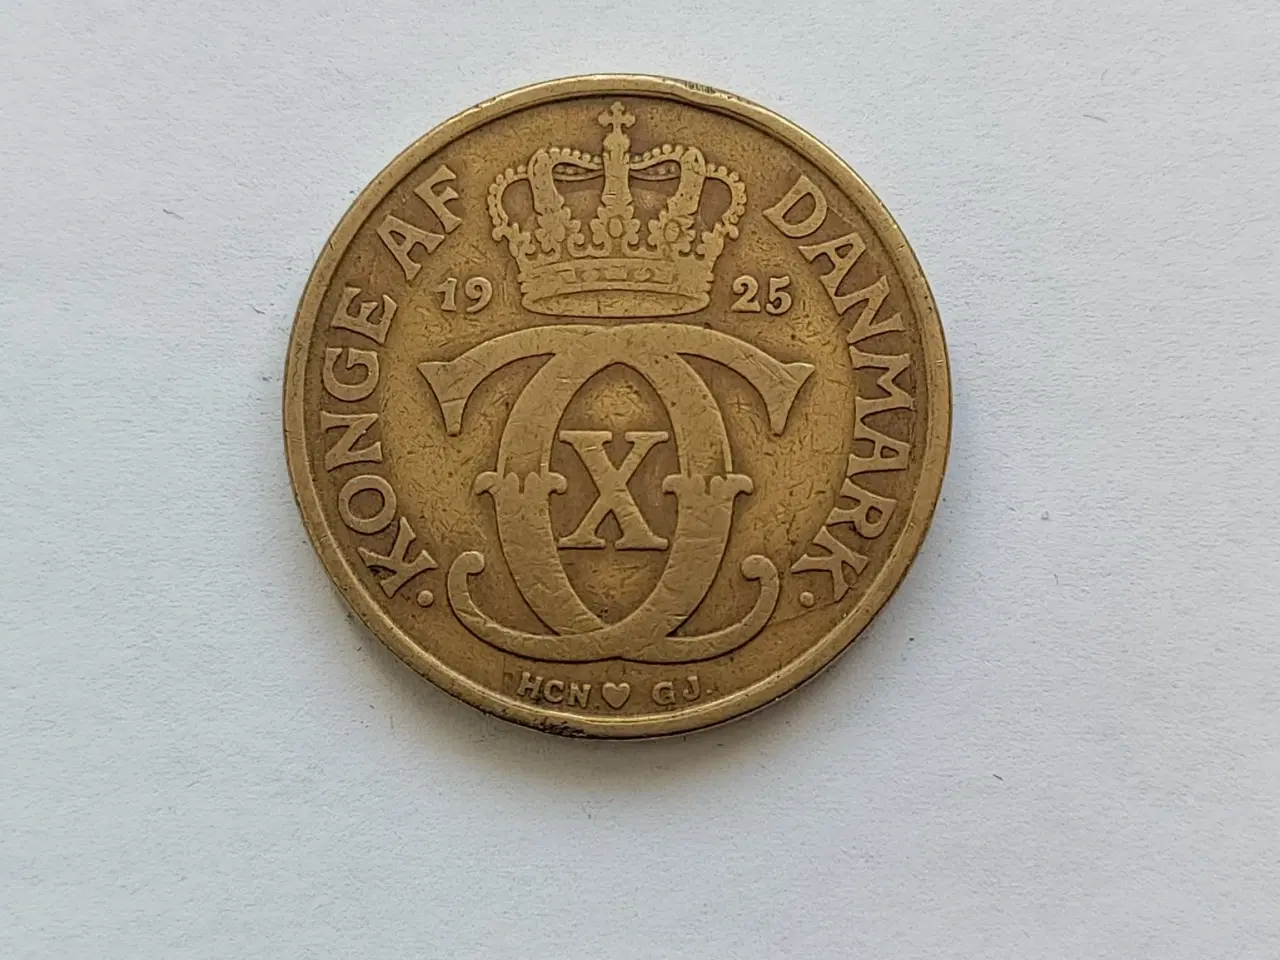 · KONGE AF DANMARK ·
19 25
X
HCN ♥ GJ.